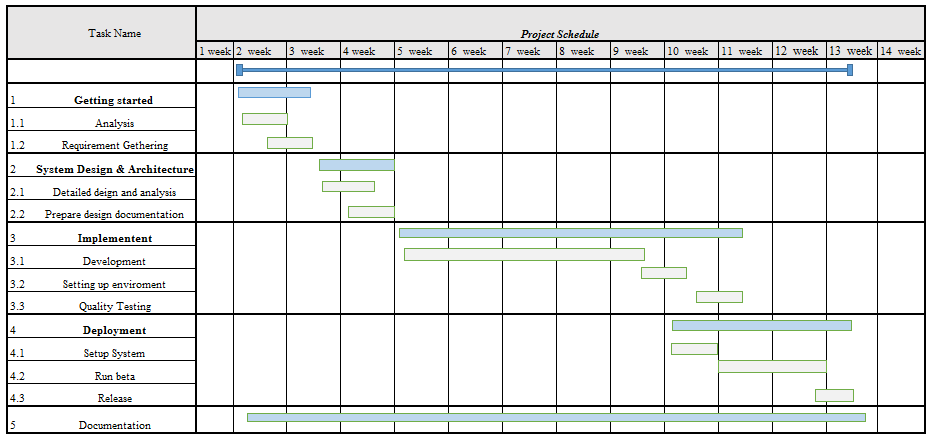 Task Name
Project Schedule
1 week 2 week 3 week 4 week 5 week 6 week 7 week 8 week 9 week 10 week 11 week 12 week 13 week 14 week
1 Getting started
1.1 Analysis
1.2 Requirement Gethering
2 System Design & Architecture
2.1 Detailed deign and analysis
2.2 Prepare design documentation
3 Implementent
3.1 Development
3.2 Setting up enviroment
3.3 Quality Testing
4 Deployment
4.1 Setup System
4.2 Run beta
4.3 Release
5 Documentation